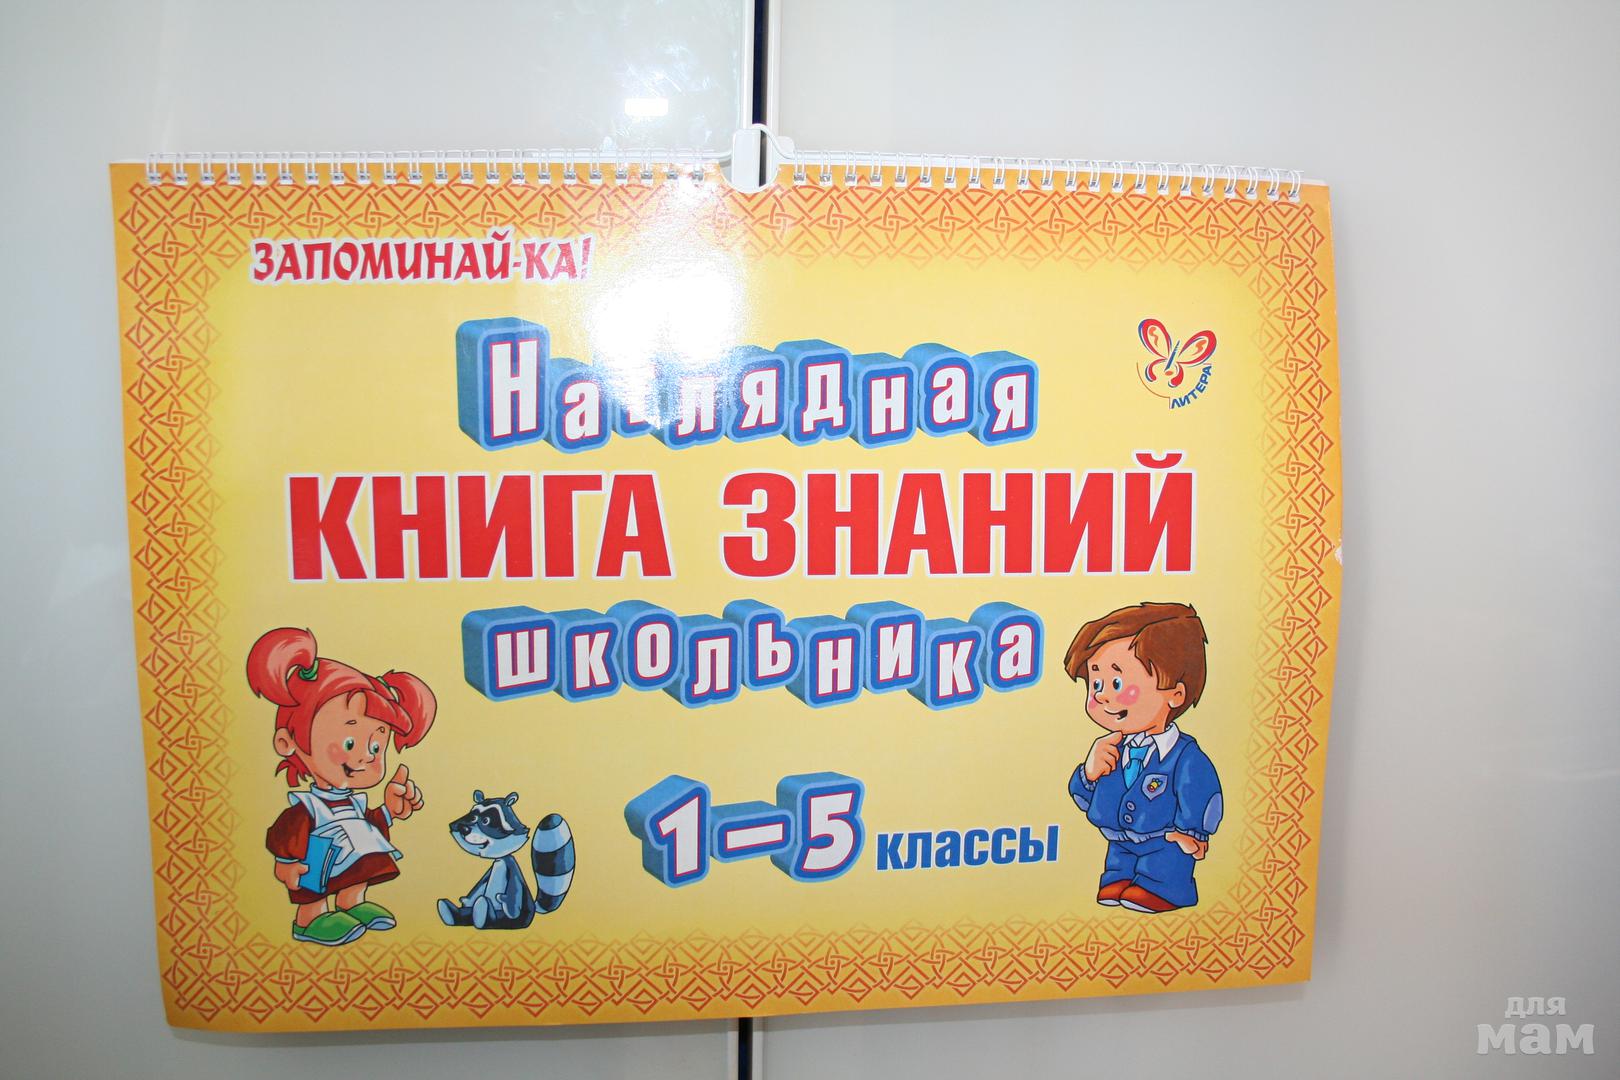 ЗАПОМИНАЙ-КА!
Наглядная
ЛИТЕРА
КНИГА ЗНАНИЙ
школьника
1–5 классы
для
мам